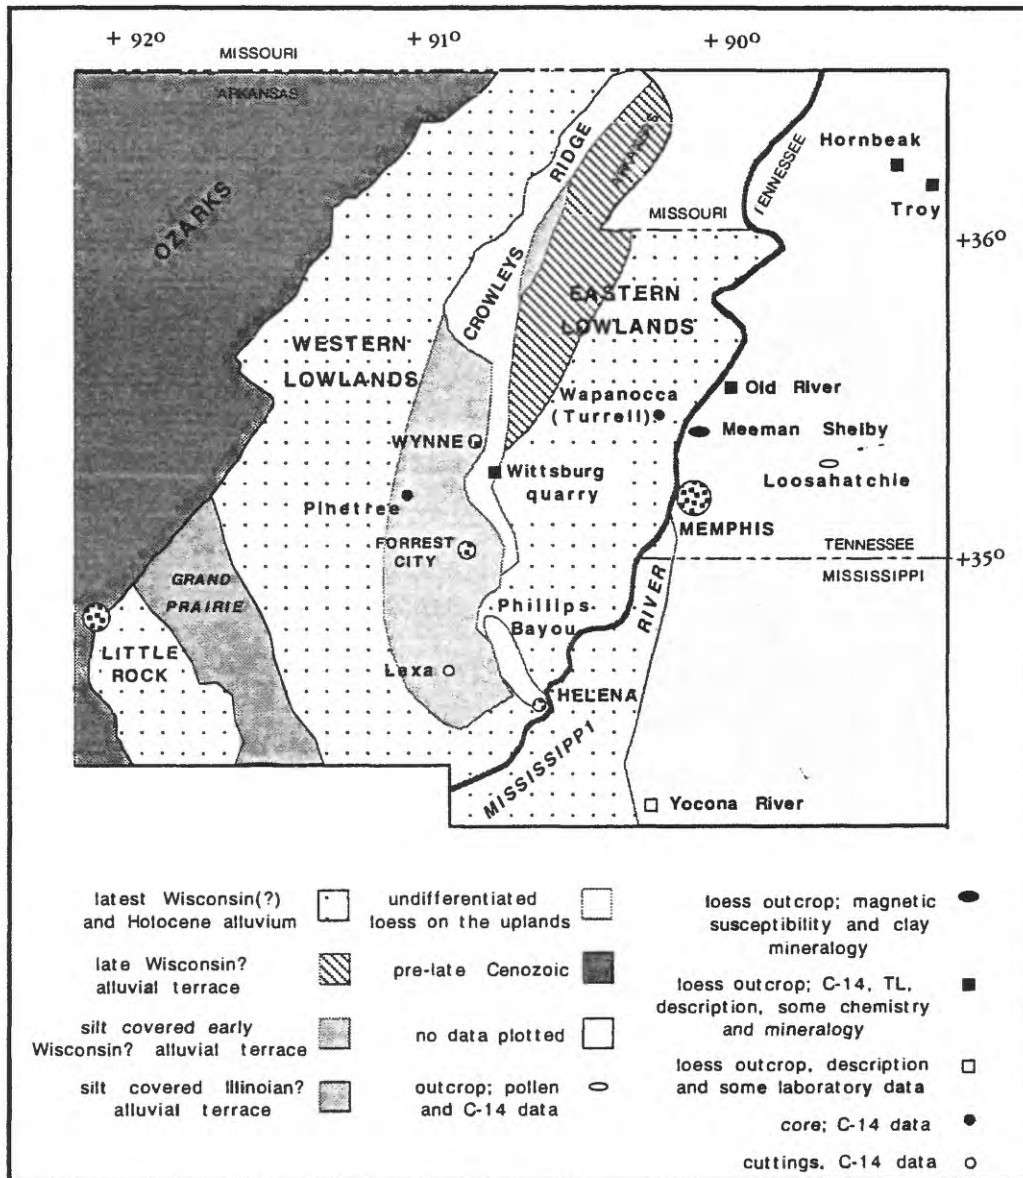 + 92º
+ 91º
+ 90º
MISSOURI
ARKANSAS
TENNESSEE
Hornbeak
Troy
+36º
OZARKS
CROWLEYS RIDGE
ARKANSAS
MISSOURI
WESTERN
LOWLANDS
EASTERN
LOWLANDS
Wapanocca
(Turrell)
Old River
Meeman Shelby
Loosahatchie
WYNNE
Wittsburg
quarry
Pinetree
MEMPHIS
FORREST
CITY
TENNESSEE
MISSISSIPPI
+35º
GRAND
PRAIRIE
Phillips
Bayou
LITTLE
ROCK
Lexa
HELENA
MISSISSIPPI RIVER
Yocona River
latest Wisconsin(?)
and Holocene alluvium
late Wisconsin?
alluvial terrace
silt covered early
Wisconsin? alluvial terrace
silt covered Illinoian?
alluvial terrace
undifferentiated
loess on the uplands
pre-late Cenozoic
no data plotted
outcrop; pollen
and C-14 data
loess outcrop; magnetic
susceptibility and clay
mineralogy
loess outcrop; C-14, TL,
description, some chemistry
and mineralogy
loess outcrop, description
and some laboratory data
core; C-14 data
cuttings, C-14 data